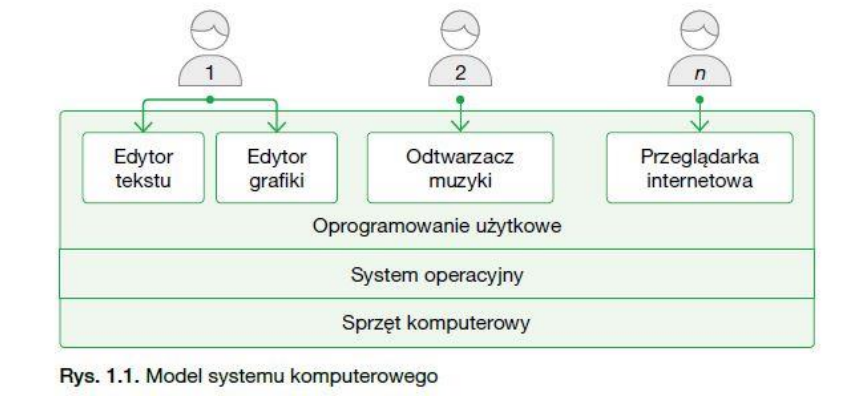 1
2
n
Edytor
tekstu
Edytor
grafiki
Odtwarzacz
muzyki
Przeglądarka
internetowa
Oprogramowanie użytkowe
System operacyjny
Sprzęt komputerowy
Rys. 1.1. Model systemu komputerowego